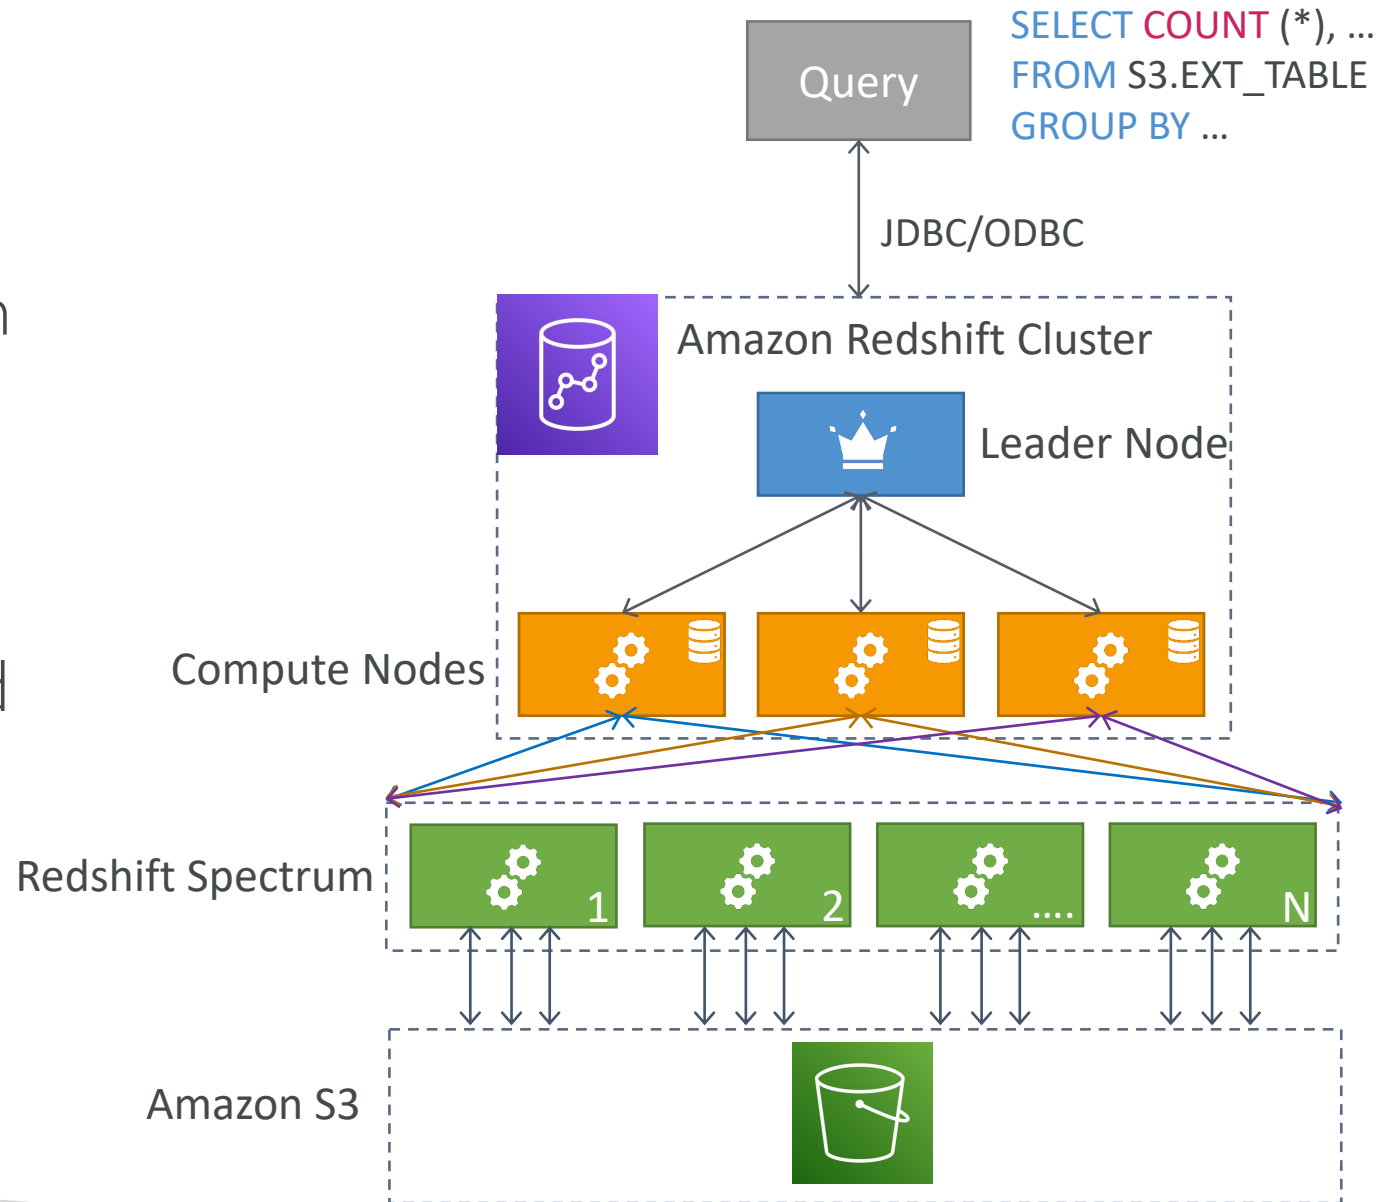 SELECT COUNT (*), ...
FROM S3.EXT_TABLE
GROUP BY ...
Query
JDBC/ODBC
Amazon Redshift Cluster
Leader Node
Compute Nodes
Redshift Spectrum
1
2
....
N
Amazon S3